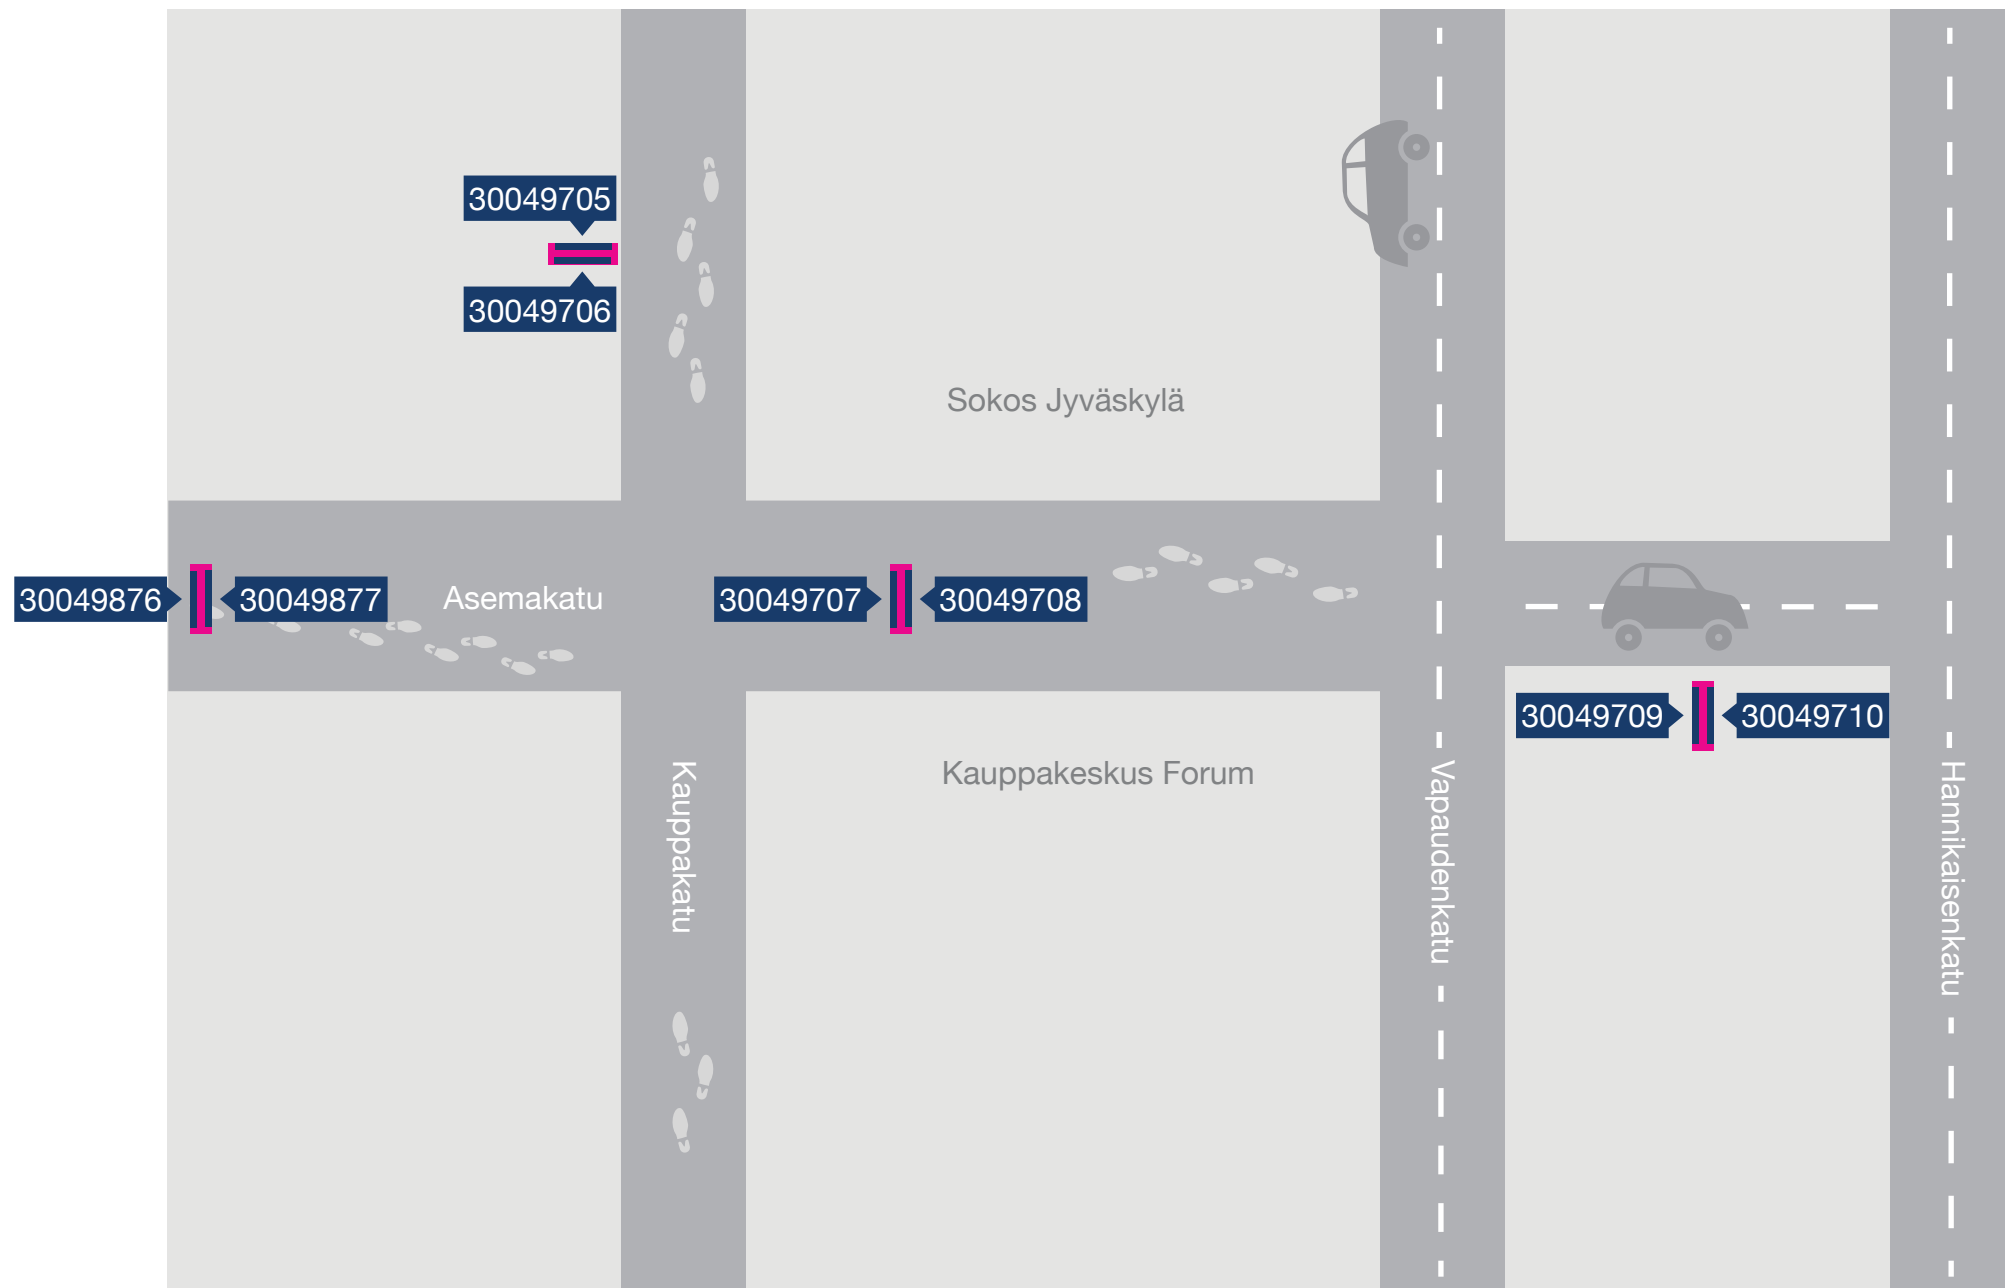 30049705
30049706
Sokos Jyväskylä
30049876
30049877
Asemakatu
30049707
30049708
30049709
30049710
Kauppakeskus Forum
Kauppakatu
Vapaudenkatu
Hannikaisenkatu